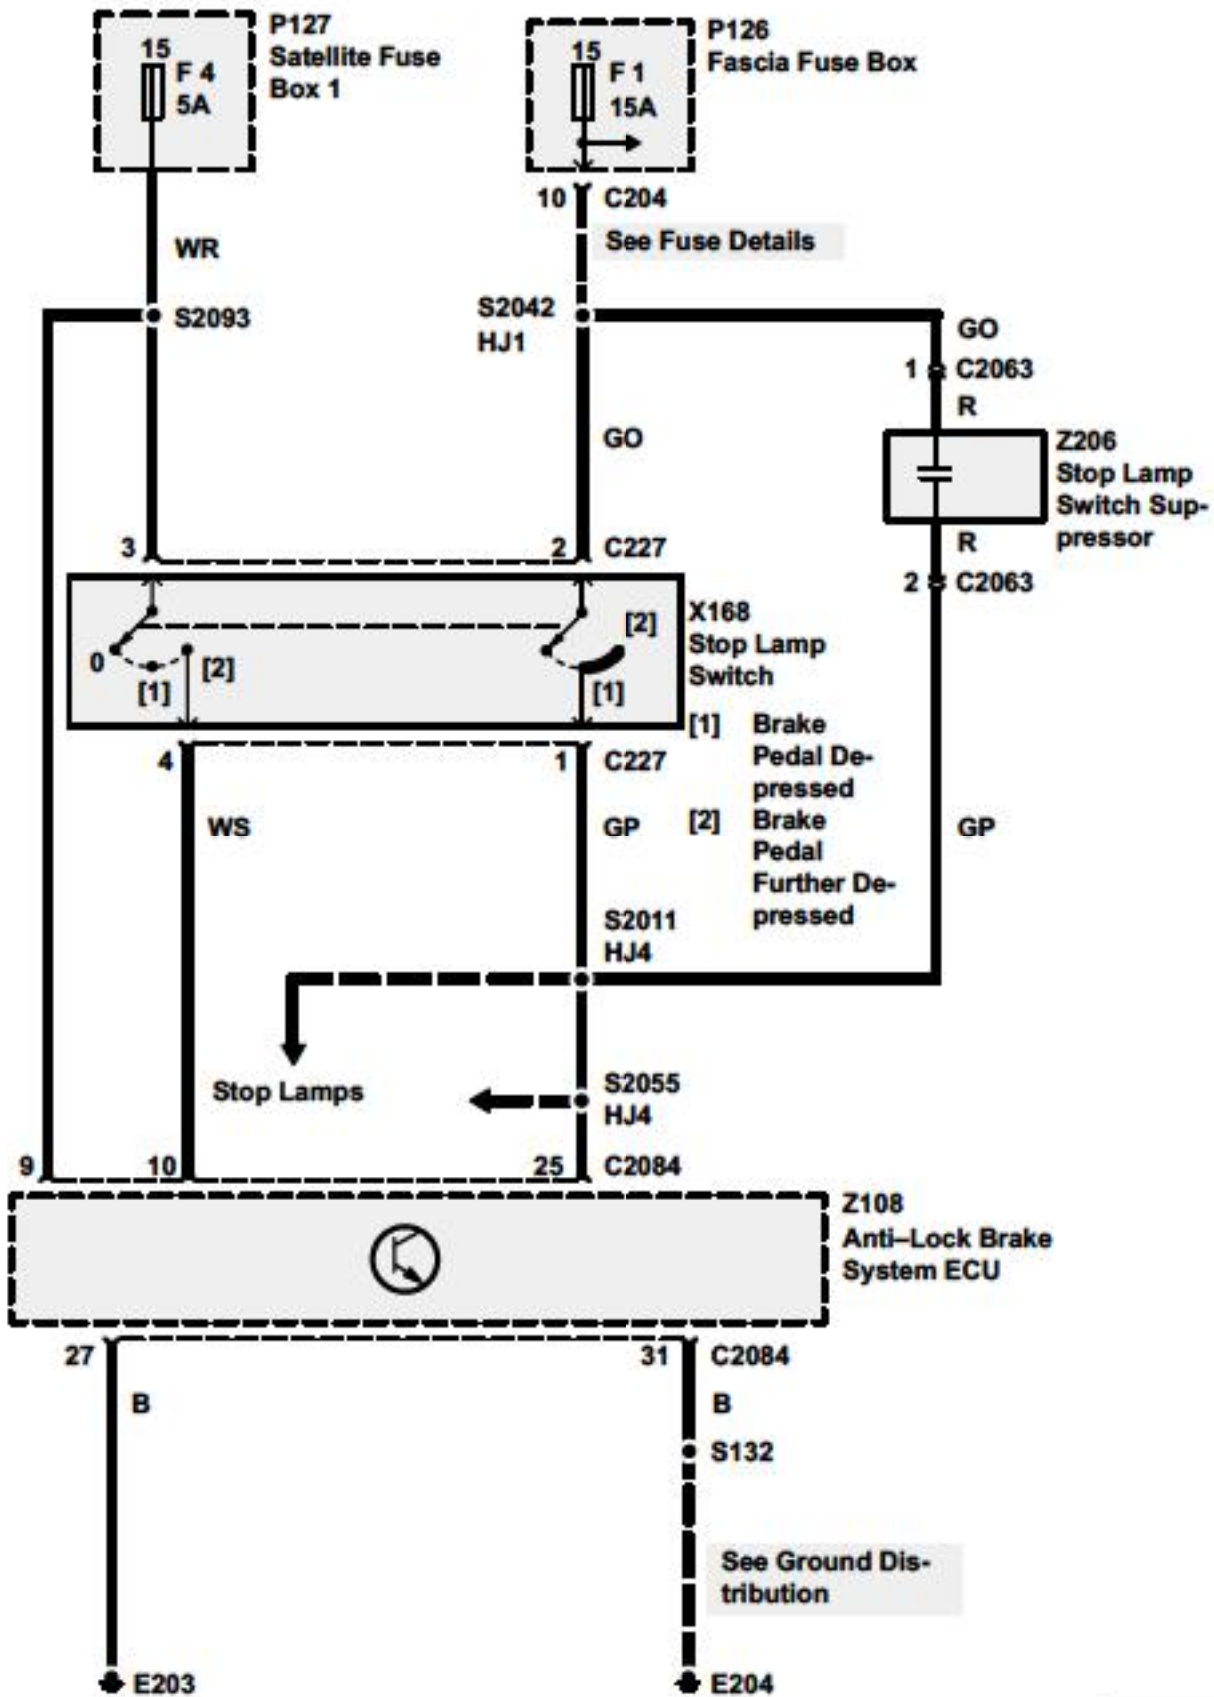 P127
Satellite Fuse
Box 1
15
F 4
5A
P126
Fascia Fuse Box
15
F 1
15A
10
C204
See Fuse Details
WR
S2093
S2042
HJ1
GO
1
C2063
R
GO
Z206
Stop Lamp
Switch Sup-
pressor
R
2
C2063
3
2
C227
X168
Stop Lamp
Switch
0
[1]
[2]
[2]
[1]
[1] Brake
Pedal De-
pressed
[2] Brake
Pedal
Further De-
pressed
4
1
C227
WS
GP
GP
S2011
HJ4
Stop Lamps
S2055
HJ4
9
10
25
C2084
Z108
Anti–Lock Brake
System ECU
27
31
C2084
B
B
S132
See Ground Dis-
tribution
E203
E204